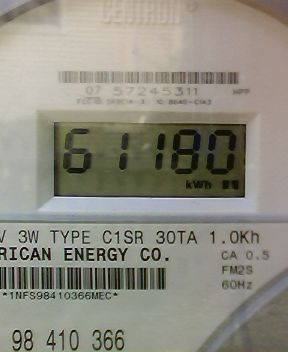 CENTRON
07 57245311
61180
kWh
V 3W TYPE C1SR 30TA 1.0Kh
RICAN ENERGY CO.
CA 0.5
FM2S
60Hz
*1NFS98410366MEC*
98 410 366